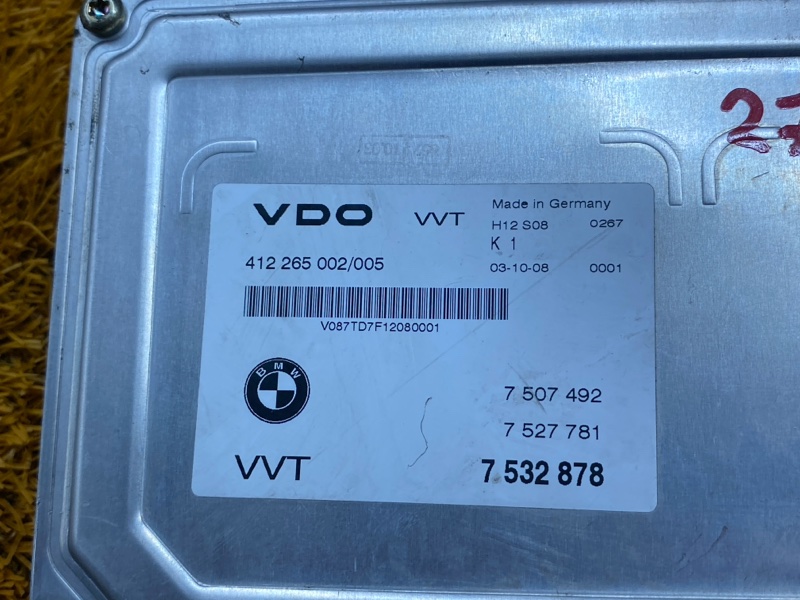 27
VDO VVT Made in Germany
H12 S08 0267
K 1
412 265 002/005 03-10-08 0001
V087TD7F12080001
BMW
7 507 492
7 527 781
VVT 7 532 878